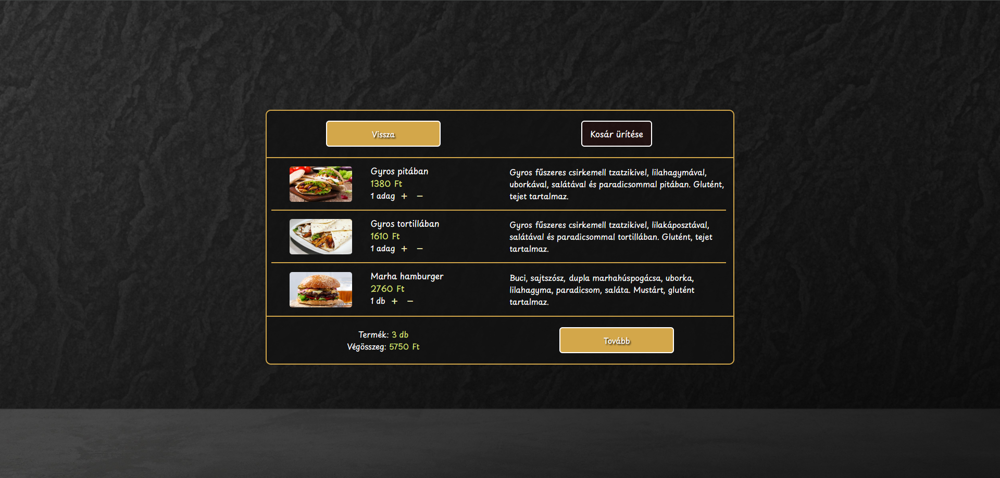 Vissza
Kosár ürítése
Gyros pitában
1380 Ft
1 adag + −
Gyros fűszeres csirkemell tzatzikivel, lilahagymával,
uborkával, salátával és paradicsommal pitában. Glutént,
tejet tartalmaz.
Gyros tortillában
1610 Ft
1 adag + −
Gyros fűszeres csirkemell tzatzikivel, lilakáposztával,
salátával és paradicsommal tortillában. Glutént, tejet
tartalmaz.
Marha hamburger
2760 Ft
1 db + −
Buci, sajtszósz, dupla marhahúspogácsa, uborka,
lilahagyma, paradicsom, saláta. Mustárt, glutént
tartalmaz.
Termék: 3 db
Végösszeg: 5750 Ft
Tovább